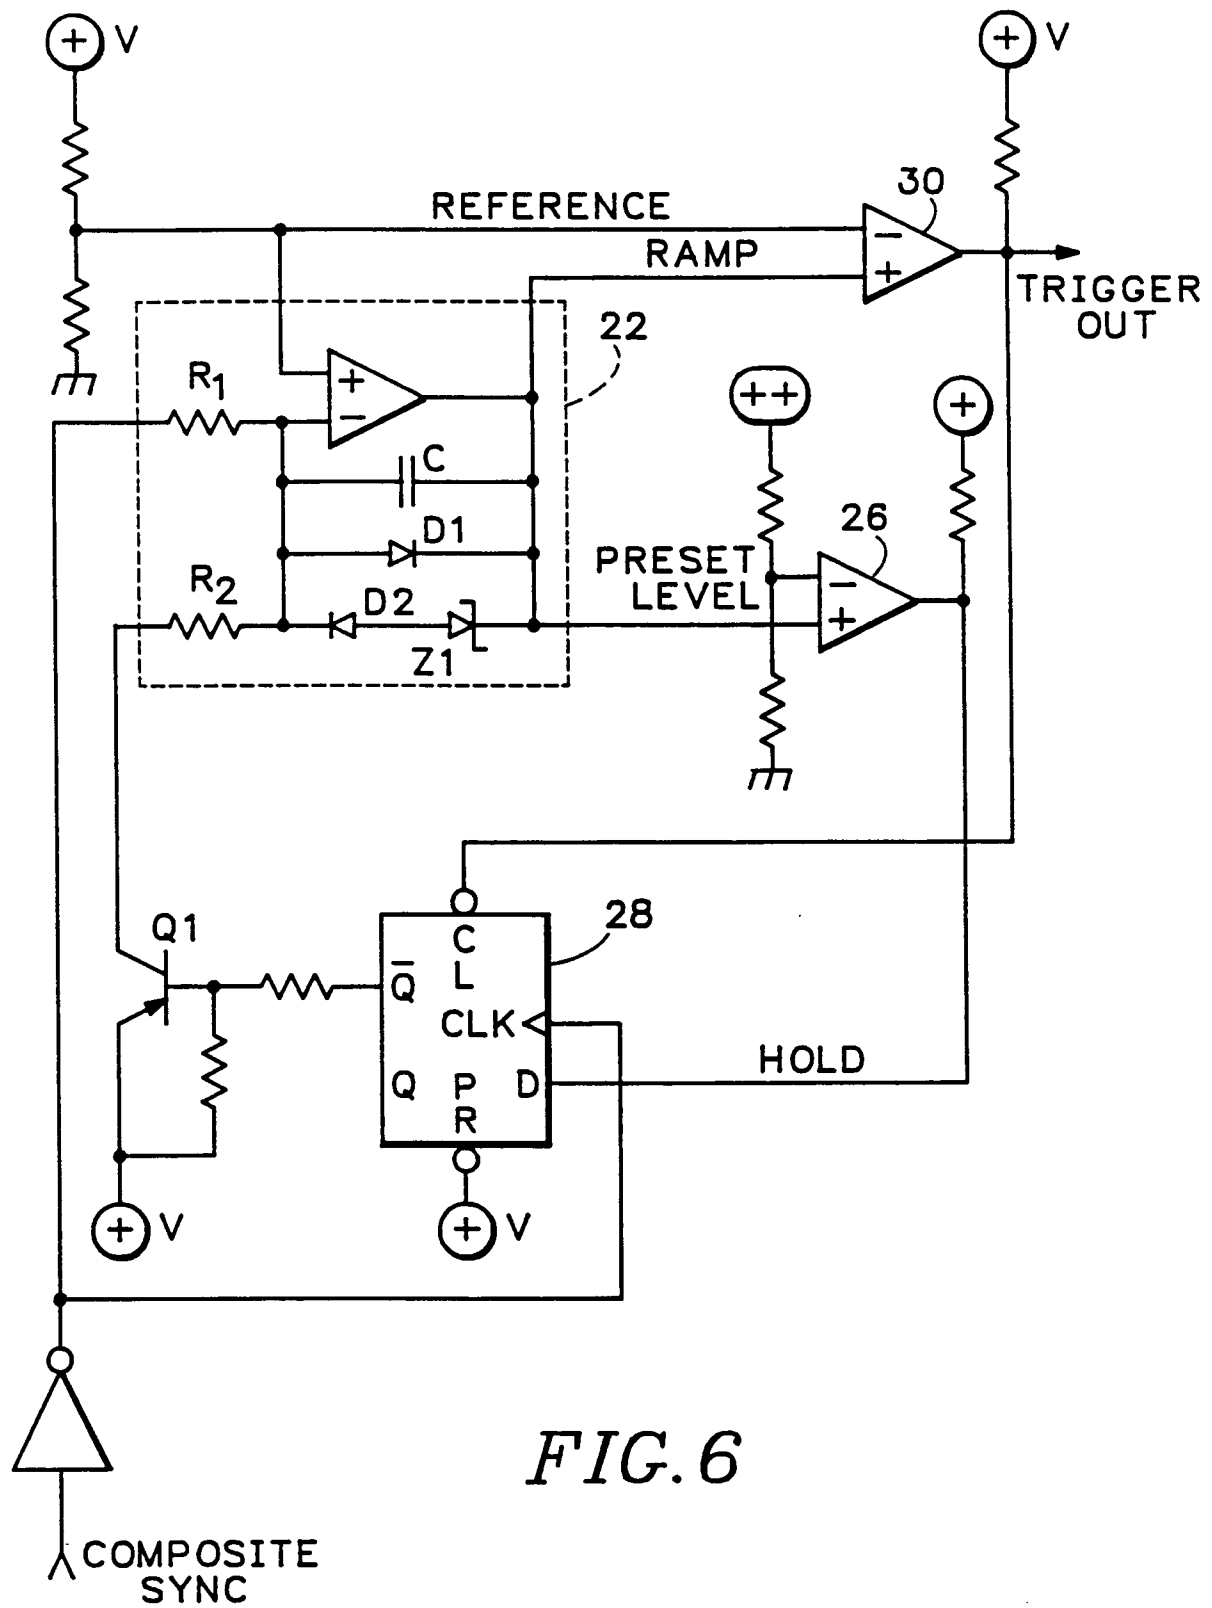 + V
+ V
30
REFERENCE
−
RAMP
+
TRIGGER
OUT
22
R1
+
−
++
+
C
26
D1
PRESET
LEVEL
−
+
R2
D2
Z1
Q1
28
C
L
Q̅
CLK
HOLD
Q
P
R
D
+ V
+ V
FIG. 6
COMPOSITE
SYNC